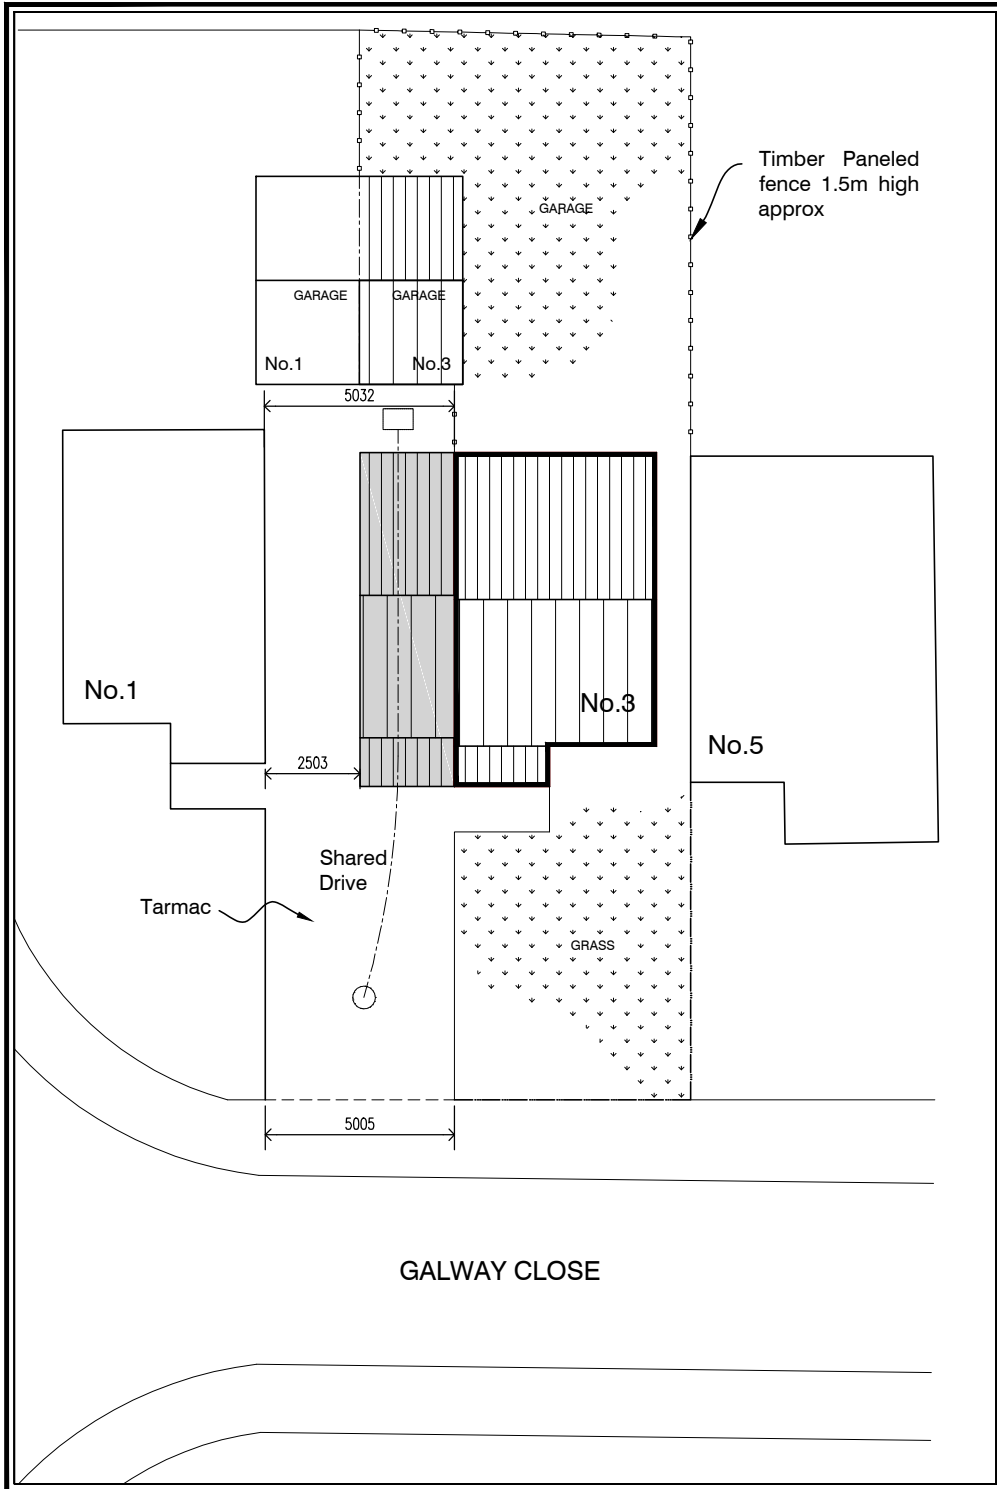 Timber Paneled
fence 1.5m high
approx
GARAGE
GARAGE
GARAGE
No.1
No.3
5032
No.1
No.3
No.5
2503
Shared
Drive
Tarmac
GRASS
5005
GALWAY CLOSE